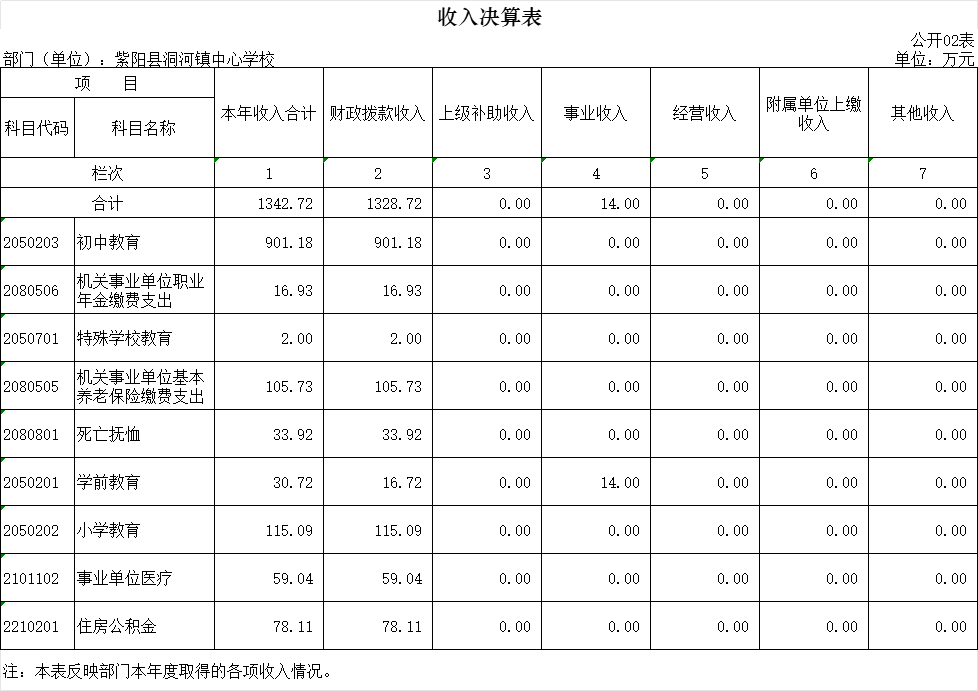 收入决算表
公开02表
部门（单位）：紫阳县洞河镇中心学校 单位：万元
项 目 本年收入合计 财政拨款收入 上级补助收入 事业收入 经营收入 附属单位上缴收入 其他收入
科目代码 科目名称
栏次 1 2 3 4 5 6 7
合计 1342.72 1328.72 0.00 14.00 0.00 0.00 0.00
2050203 初中教育 901.18 901.18 0.00 0.00 0.00 0.00 0.00
2080506 机关事业单位职业年金缴费支出 16.93 16.93 0.00 0.00 0.00 0.00 0.00
2050701 特殊学校教育 2.00 2.00 0.00 0.00 0.00 0.00 0.00
2080505 机关事业单位基本养老保险缴费支出 105.73 105.73 0.00 0.00 0.00 0.00 0.00
2080801 死亡抚恤 33.92 33.92 0.00 0.00 0.00 0.00 0.00
2050201 学前教育 30.72 16.72 0.00 14.00 0.00 0.00 0.00
2050202 小学教育 115.09 115.09 0.00 0.00 0.00 0.00 0.00
2101102 事业单位医疗 59.04 59.04 0.00 0.00 0.00 0.00 0.00
2210201 住房公积金 78.11 78.11 0.00 0.00 0.00 0.00 0.00
注：本表反映部门本年度取得的各项收入情况。